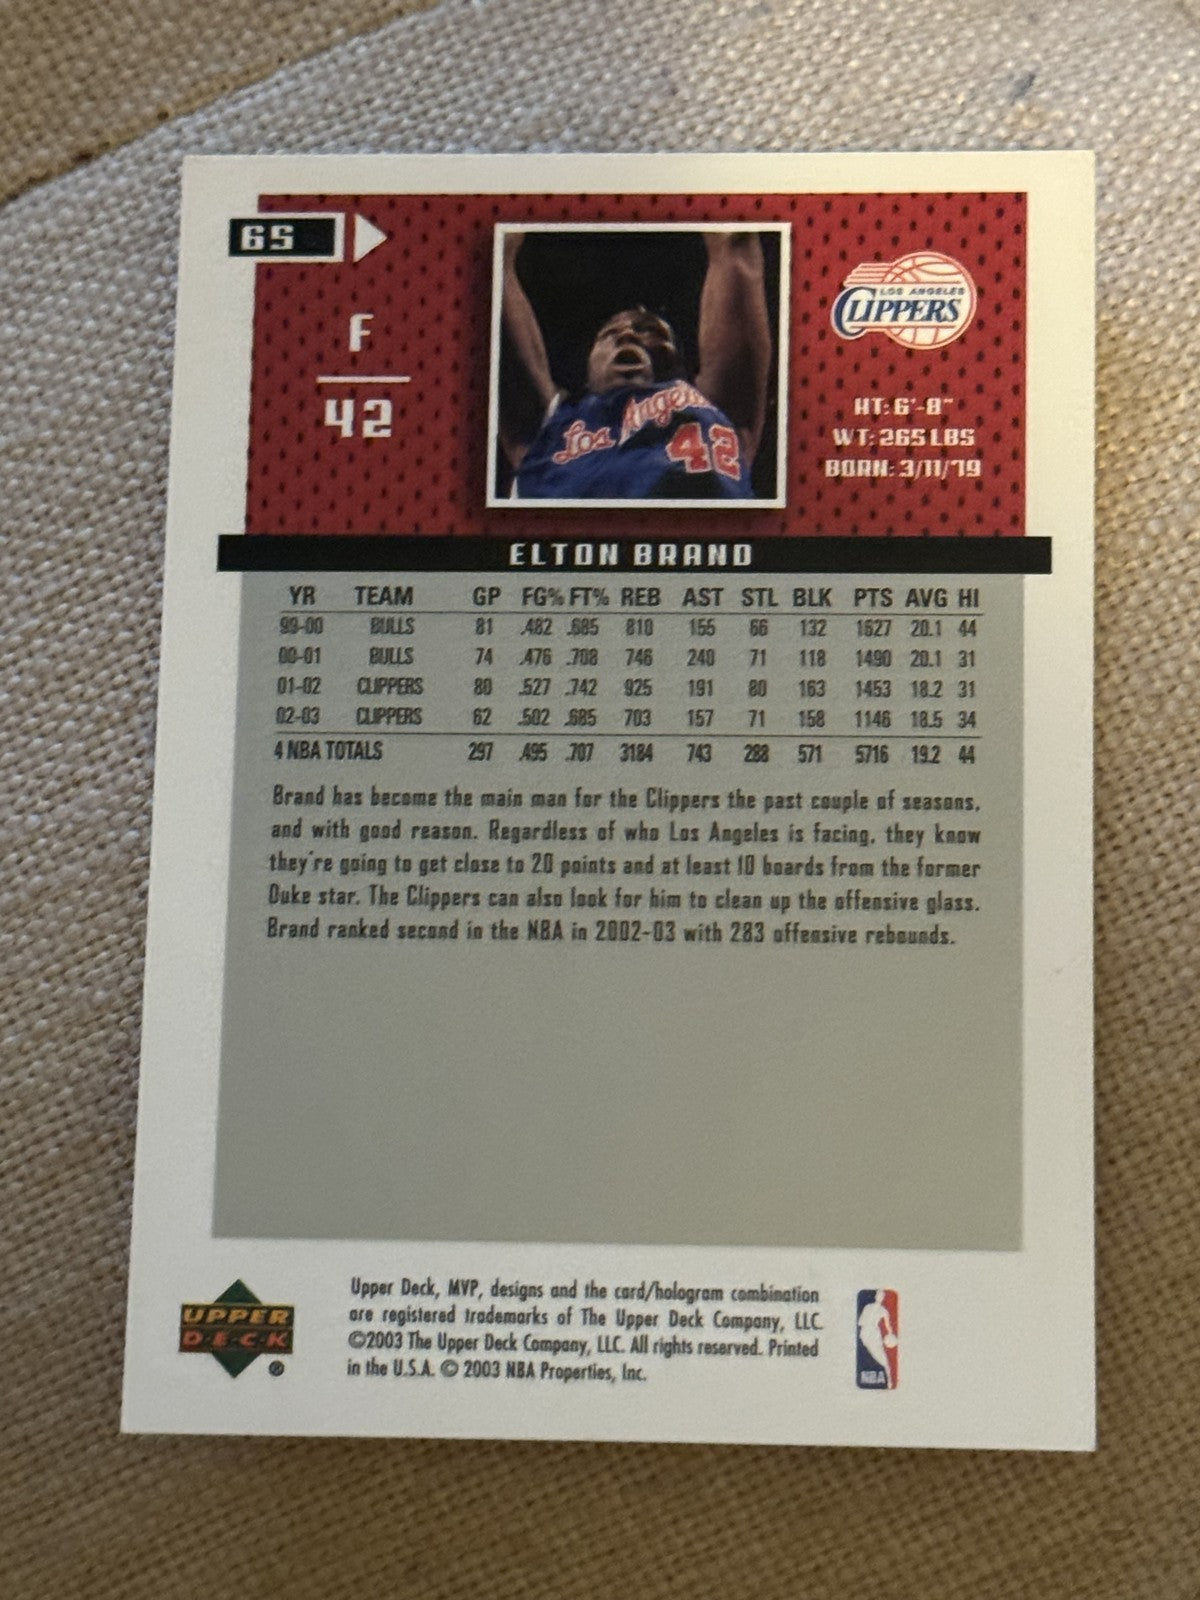 65
F
42
Los Angeles
42
LOS ANGELES
CLIPPERS
HT: 6'-8"
WT: 265 LBS
BORN: 3/11/79
ELTON BRAND
YR TEAM GP FG% FT% REB AST STL BLK PTS AVG HI
99-00 BULLS 81 .482 .685 810 155 66 132 1627 20.1 44
00-01 BULLS 74 .476 .708 746 240 71 118 1490 20.1 31
01-02 CLIPPERS 80 .527 .742 925 191 80 163 1453 18.2 31
02-03 CLIPPERS 62 .502 .685 703 157 71 158 1146 18.5 34
4 NBA TOTALS 297 .495 .707 3184 743 288 571 5716 19.2 44
Brand has become the main man for the Clippers the past couple of seasons,
and with good reason. Regardless of who Los Angeles is facing, they know
they're going to get close to 20 points and at least 10 boards from the former
Duke star. The Clippers can also look for him to clean up the offensive glass.
Brand ranked second in the NBA in 2002-03 with 283 offensive rebounds.
UPPER
DECK
®
Upper Deck, MVP, designs and the card/hologram combination
are registered trademarks of The Upper Deck Company, LLC.
©2003 The Upper Deck Company, LLC. All rights reserved. Printed
in the U.S.A. © 2003 NBA Properties, Inc.
NBA